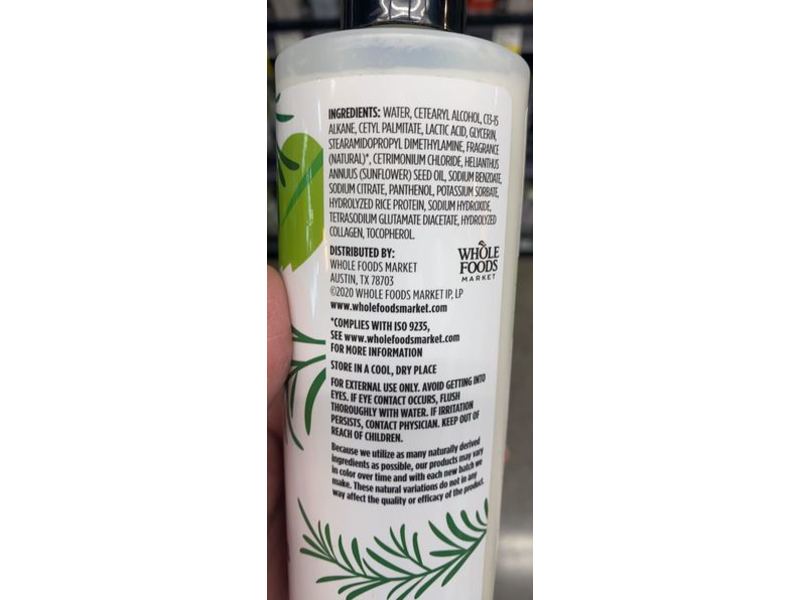 INGREDIENTS: WATER, CETEARYL ALCOHOL, C13-15
ALKANE, CETYL PALMITATE, LACTIC ACID, GLYCERIN,
STEARAMIDOPROPYL DIMETHYLAMINE, FRAGRANCE
(NATURAL)*, CETRIMONIUM CHLORIDE, HELIANTHUS
ANNUUS (SUNFLOWER) SEED OIL, SODIUM BENZOATE,
SODIUM CITRATE, PANTHENOL, POTASSIUM SORBATE,
HYDROLYZED RICE PROTEIN, SODIUM HYDROXIDE,
TETRASODIUM GLUTAMATE DIACETATE, HYDROLYZED
COLLAGEN, TOCOPHEROL.
DISTRIBUTED BY:
WHOLE FOODS MARKET
AUSTIN, TX 78703
©2020 WHOLE FOODS MARKET IP, LP
www.wholefoodsmarket.com
WHOLE
FOODS
MARKET
*COMPLIES WITH ISO 9235,
SEE www.wholefoodsmarket.com
FOR MORE INFORMATION
STORE IN A COOL, DRY PLACE
FOR EXTERNAL USE ONLY. AVOID GETTING INTO
EYES. IF EYE CONTACT OCCURS, FLUSH
THOROUGHLY WITH WATER. IF IRRITATION
PERSISTS, CONTACT PHYSICIAN. KEEP OUT OF
REACH OF CHILDREN.
Because we utilize as many naturally derived
ingredients as possible, our products may vary
in color over time and with each new batch we
make. These natural variations do not in any
way affect the quality or efficacy of the product.